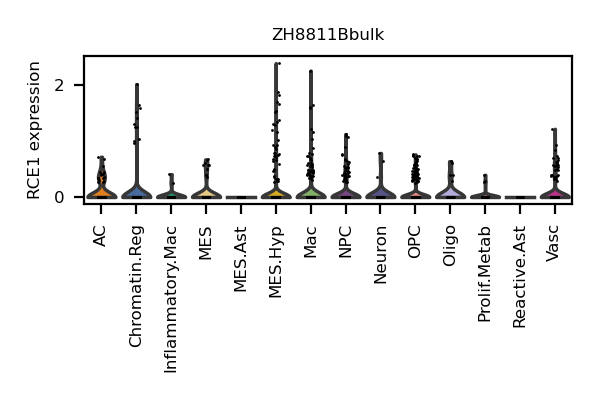 ZH8811Bbulk
RCE1 expression
2
0
AC
Chromatin.Reg
Inflammatory.Mac
MES
MES.Ast
MES.Hyp
Mac
NPC
Neuron
OPC
Oligo
Prolif.Metab
Reactive.Ast
Vasc